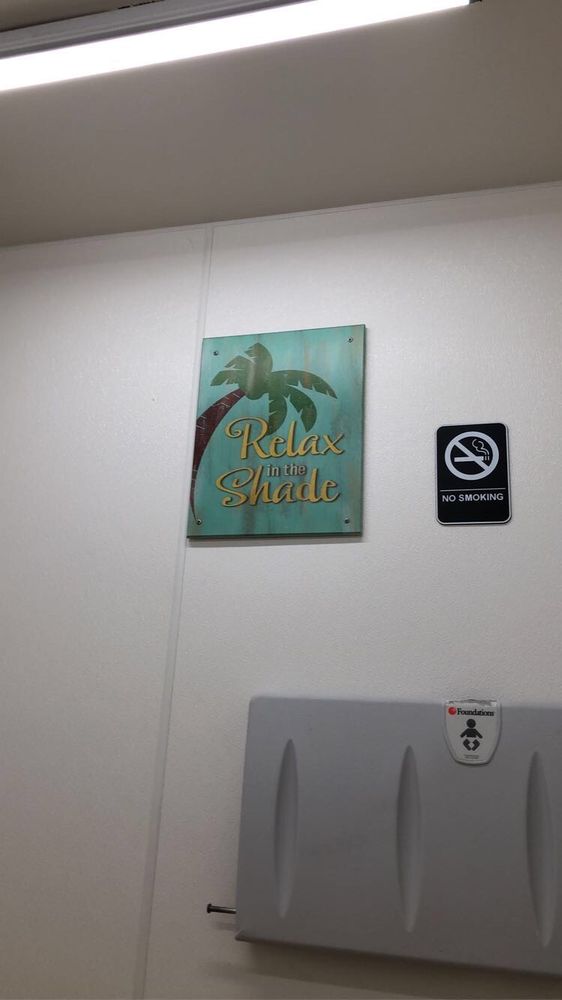 Relax
in the
Shade
NO SMOKING
Foundations